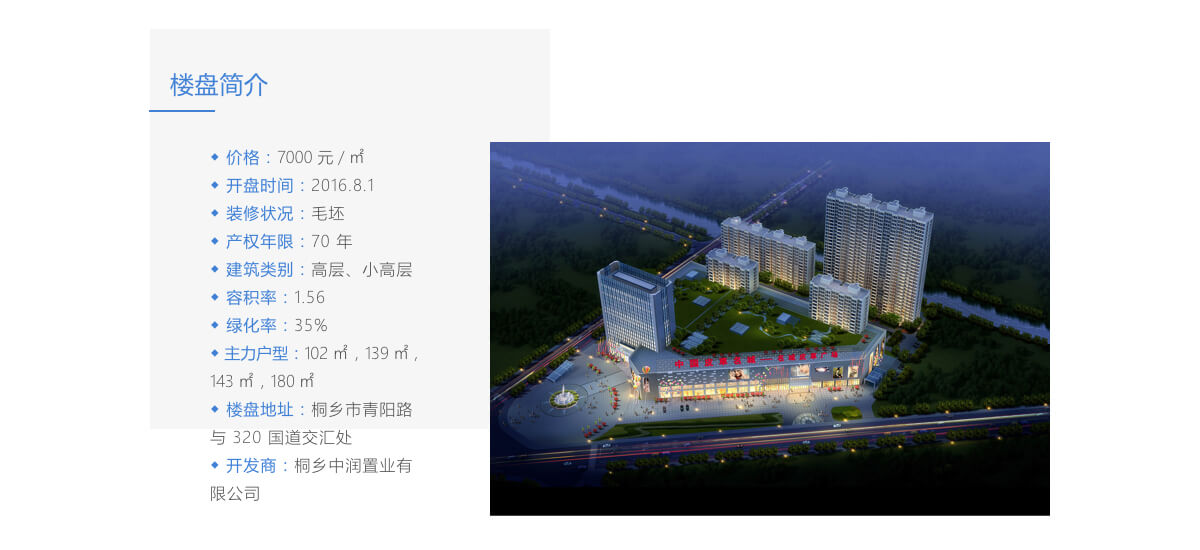 楼盘简介
价格：7000 元 / ㎡
开盘时间：2016.8.1
装修状况：毛坯
产权年限：70 年
建筑类别：高层、小高层
容积率：1.56
绿化率：35%
主力户型：102 ㎡ , 139 ㎡ ,
143 ㎡ , 180 ㎡
楼盘地址：桐乡市青阳路
与 320 国道交汇处
开发商：桐乡中润置业有
限公司